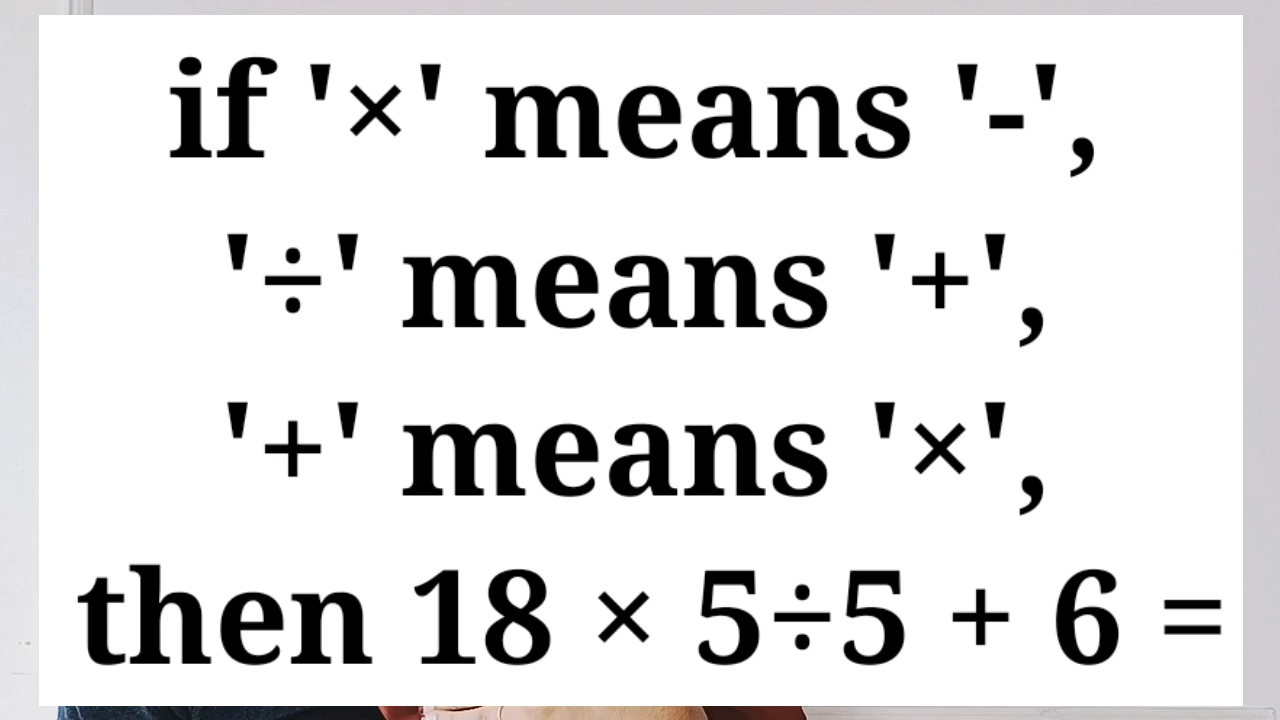 if '×' means '-',
'÷' means '+',
'+' means '×',
then 18 × 5÷5 + 6 =